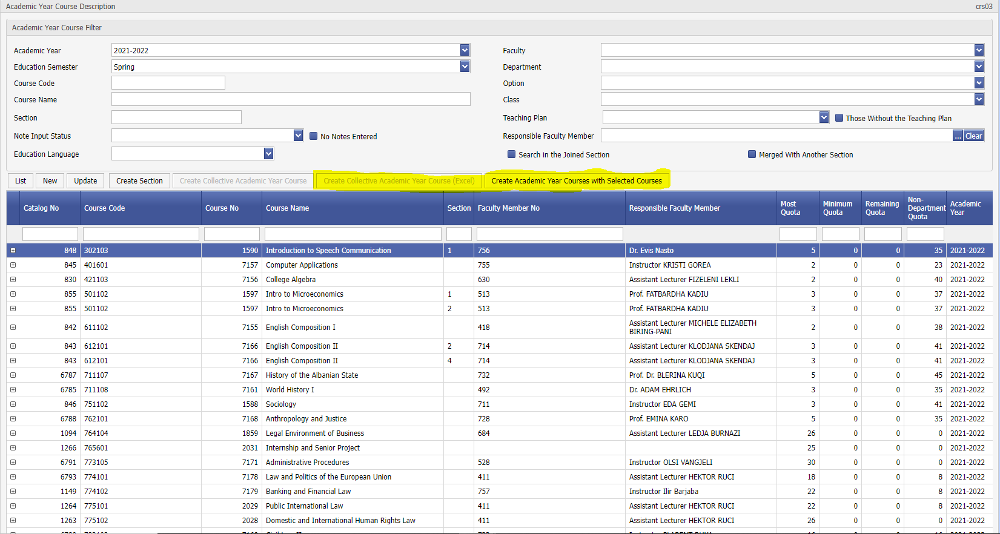 Academic Year Course Description crs03
Academic Year Course Filter
Academic Year 2021-2022 Faculty
Education Semester Spring Department
Course Code Option
Course Name Class
Section Teaching Plan Those Without the Teaching Plan
Note Input Status No Notes Entered Responsible Faculty Member ... Clear
Education Language Search in the Joined Section Merged With Another Section
List New Update Create Section Create Collective Academic Year Course Create Collective Academic Year Course (Excel) Create Academic Year Courses with Selected Courses
Catalog No Course Code Course No Course Name Section Faculty Member No Responsible Faculty Member Most Quota Minimum Quota Remaining Quota Non-Department Quota Academic Year
848 302103 1590 Introduction to Speech Communication 1 756 Dr. Evis Nasto 5 0 0 35 2021-2022
845 401601 7157 Computer Applications 755 Instructor KRISTI GOREA 2 0 0 23 2021-2022
830 421103 7156 College Algebra 630 Assistant Lecturer FIZELENI LEKLI 2 0 0 40 2021-2022
855 501102 1597 Intro to Microeconomics 1 513 Prof. FATBARDHA KADIU 3 0 0 37 2021-2022
855 501102 1597 Intro to Microeconomics 2 513 Prof. FATBARDHA KADIU 3 0 0 37 2021-2022
842 611102 7155 English Composition I 418 Assistant Lecturer MICHELE ELIZABETH BIRING-PANI 2 0 0 38 2021-2022
843 612101 7166 English Composition II 2 714 Assistant Lecturer KLODJANA SKENDAJ 3 0 0 41 2021-2022
843 612101 7166 English Composition II 4 714 Assistant Lecturer KLODJANA SKENDAJ 3 0 0 41 2021-2022
6787 711107 7167 History of the Albanian State 732 Prof. Dr. BLERINA KUQI 5 0 0 45 2021-2022
6785 711108 7161 World History I 492 Dr. ADAM EHRLICH 3 0 0 35 2021-2022
846 751102 1588 Sociology 711 Instructor EDA GEMI 3 0 0 41 2021-2022
6788 762101 7168 Anthropology and Justice 728 Prof. EMINA KARO 5 0 0 35 2021-2022
1094 764104 1859 Legal Environment of Business 684 Assistant Lecturer LEDJA BURNAZI 26 0 0 0 2021-2022
1266 765601 2031 Internship and Senior Project 25 0 0 0 2021-2022
6791 773105 7171 Administrative Procedures 528 Instructor OLSI VANGJELI 30 0 0 0 2021-2022
6793 774101 7178 Law and Politics of the European Union 411 Assistant Lecturer HEKTOR RUCI 18 0 0 8 2021-2022
1149 774102 7179 Banking and Financial Law 757 Instructor Ilir Barjaba 22 0 0 8 2021-2022
1264 775101 2029 Public International Law 411 Assistant Lecturer HEKTOR RUCI 22 0 0 8 2021-2022
1263 775102 2028 Domestic and International Human Rights Law 411 Assistant Lecturer HEKTOR RUCI 26 0 0 0 2021-2022